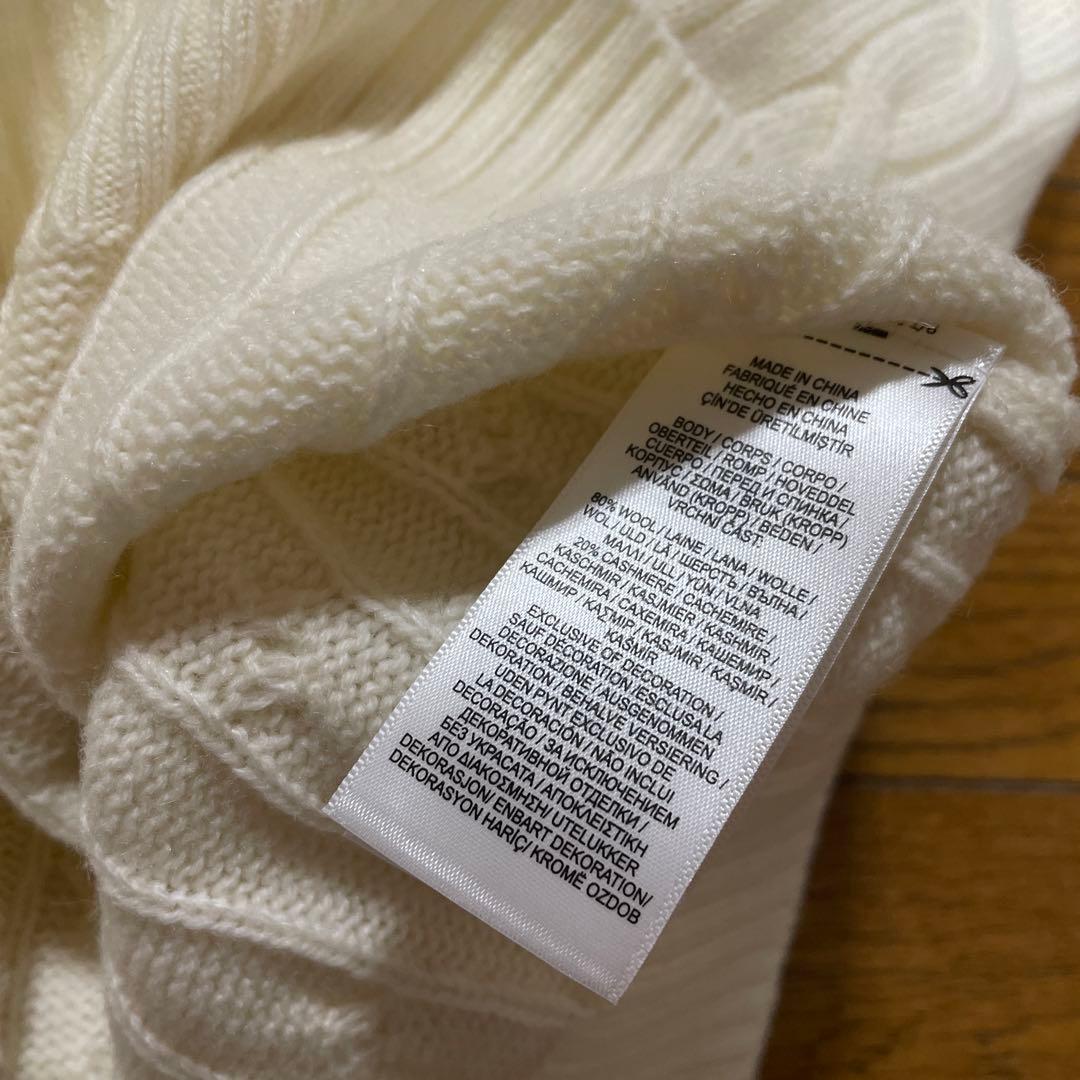 MADE IN CHINA
FABRIQUÉ EN CHINE
HECHO EN CHINA
ÇİN'DE ÜRETİLMİŞTİR
BODY / CORPS / CORPO /
OBERTEIL / ROMP / HOVEDDEL
CUERPO / ПЕРЕД И СПИНКА /
КОРПУС / ΣΩΜΑ / BRUK (KROPP)
ANVÄND (KROPP) / BEDEN /
VRCHNÍ ČÁST:
80% WOOL / LAINE / LANA / WOLLE /
WOL / ULD / LÃ / ШЕРСТЬ / ВЪЛНА /
ΜΑΛΛΙ / ULL / YÜN / VLNA
20% CASHMERE / CACHEMIRE /
KASCHMIR / KASJMIER / KASHMIR /
CACHEMIRA / CAXEMIRA / КАШЕМИР /
КАШМИР / ΚΑΣΜΙΡ / KASJMIR / KAŞMİR /
KAŠMÍR
EXCLUSIVE OF DECORATION /
SAUF DÉCORATION /ESCLUSA LA
DECORAZIONE / AUSGENOMMEN
DEKORATION / BEHALVE VERSIERING /
UDEN PYNT EXCLUSIVO DE
LA DECORACIÓN / NÃO INCLUI
DECORAÇÃO / ЗА ИСКЛЮЧЕНИЕМ
ДЕКОРАТИВНОЙ ОТДЕЛКИ /
БЕЗ УКРАСАТА / ΑΠΟΚΛΕΙΣΤΙΚΗ
ΑΠΟ ΔΙΑΚΟΣΜΗΣΗ / UTELUKKER
DEKORASJON/ ENBART DEKORATION/
DEKORASYON HARİÇ/ KROMĚ OZDOB